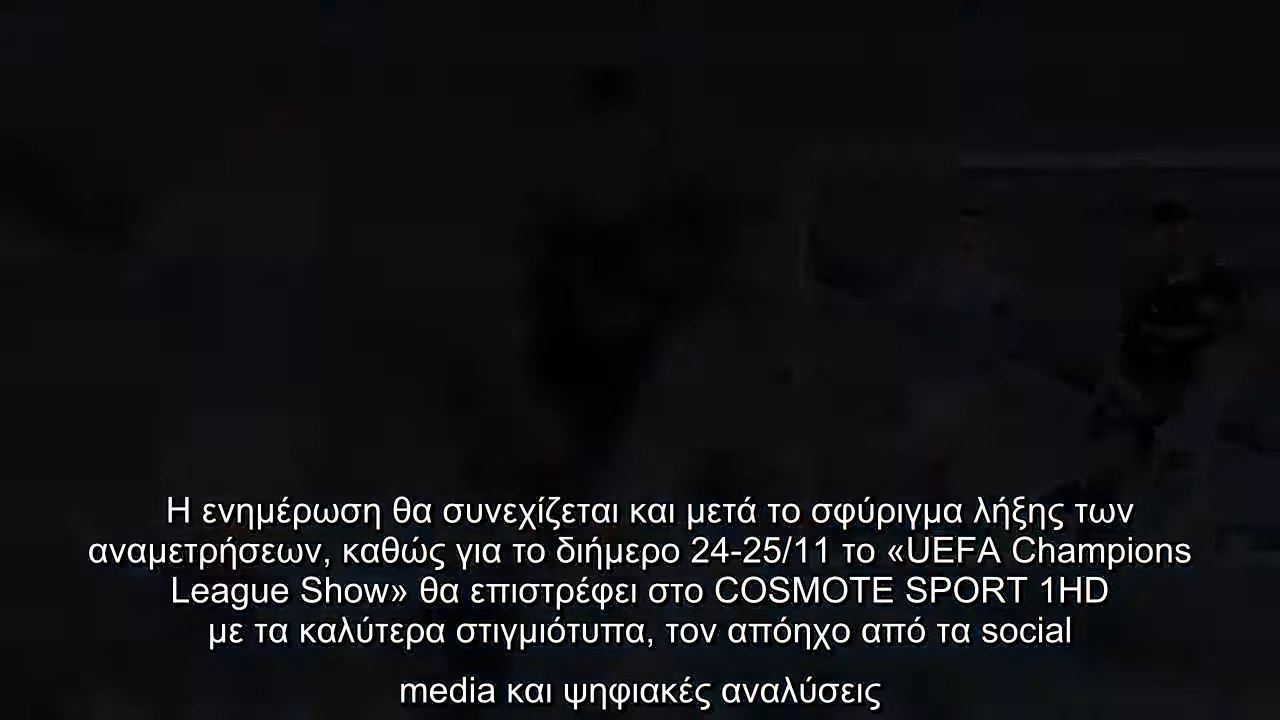 Η ενημέρωση θα συνεχίζεται και μετά το σφύριγμα λήξης των
αναμετρήσεων, καθώς για το διήμερο 24-25/11 το «UEFA Champions
League Show» θα επιστρέφει στο COSMOTE SPORT 1HD
με τα καλύτερα στιγμιότυπα, τον απόηχο από τα social
media και ψηφιακές αναλύσεις